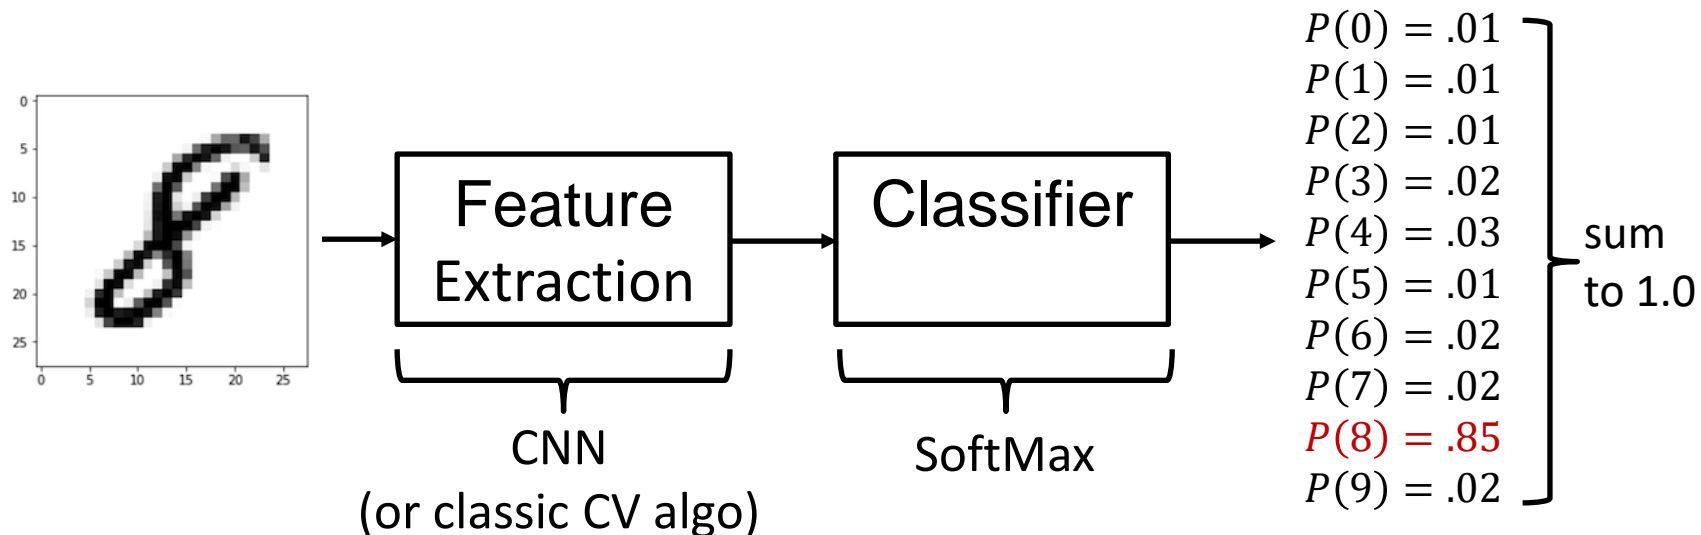 0
5
10
15
20
25
0 5 10 15 20 25
Feature
Extraction
CNN
(or classic CV algo)
Classifier
SoftMax
P(0) = .01
P(1) = .01
P(2) = .01
P(3) = .02
P(4) = .03
P(5) = .01
P(6) = .02
P(7) = .02
P(8) = .85
P(9) = .02
sum
to 1.0